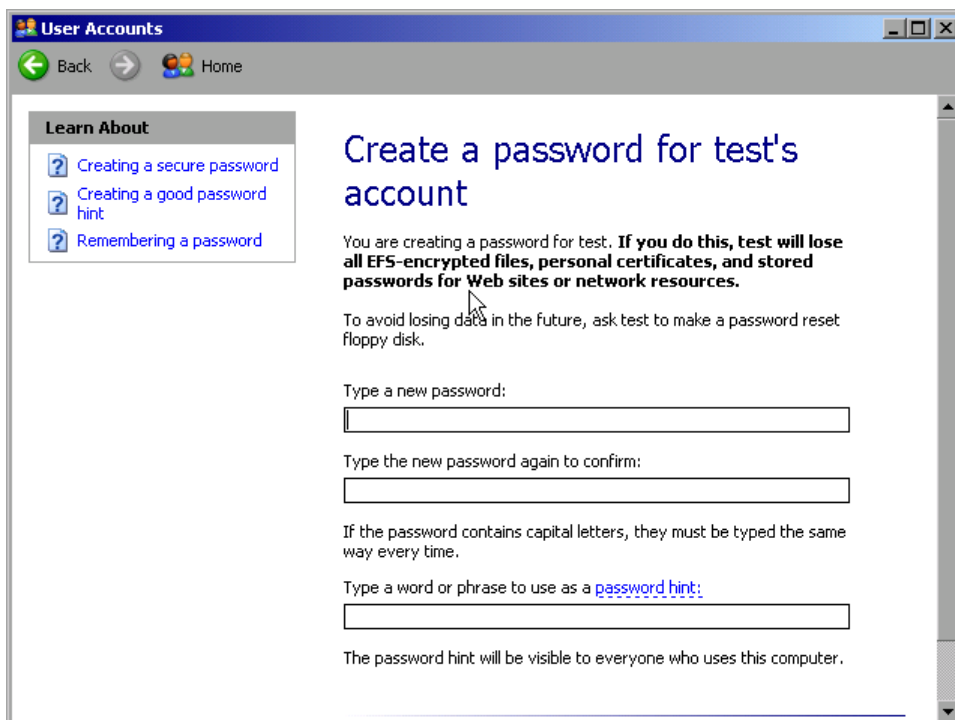 User Accounts
Back
Home
Learn About
Creating a secure password
Creating a good password
hint
Remembering a password
Create a password for test's
account
You are creating a password for test. If you do this, test will lose
all EFS-encrypted files, personal certificates, and stored
passwords for Web sites or network resources.
To avoid losing data in the future, ask test to make a password reset
floppy disk.
Type a new password:
Type the new password again to confirm:
If the password contains capital letters, they must be typed the same
way every time.
Type a word or phrase to use as a password hint:
The password hint will be visible to everyone who uses this computer.